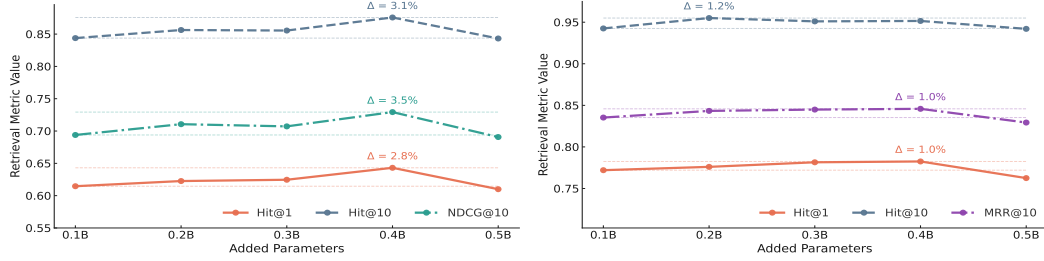 Retrieval Metric Value
0.85
0.80
0.75
0.70
0.65
0.60
0.55
Δ = 3.1%
Δ = 3.5%
Δ = 2.8%
Hit@1
Hit@10
NDCG@10
0.1B
0.2B
0.3B
0.4B
0.5B
Added Parameters
Retrieval Metric Value
0.95
0.90
0.85
0.80
0.75
Δ = 1.2%
Δ = 1.0%
Δ = 1.0%
Hit@1
Hit@10
MRR@10
0.1B
0.2B
0.3B
0.4B
0.5B
Added Parameters